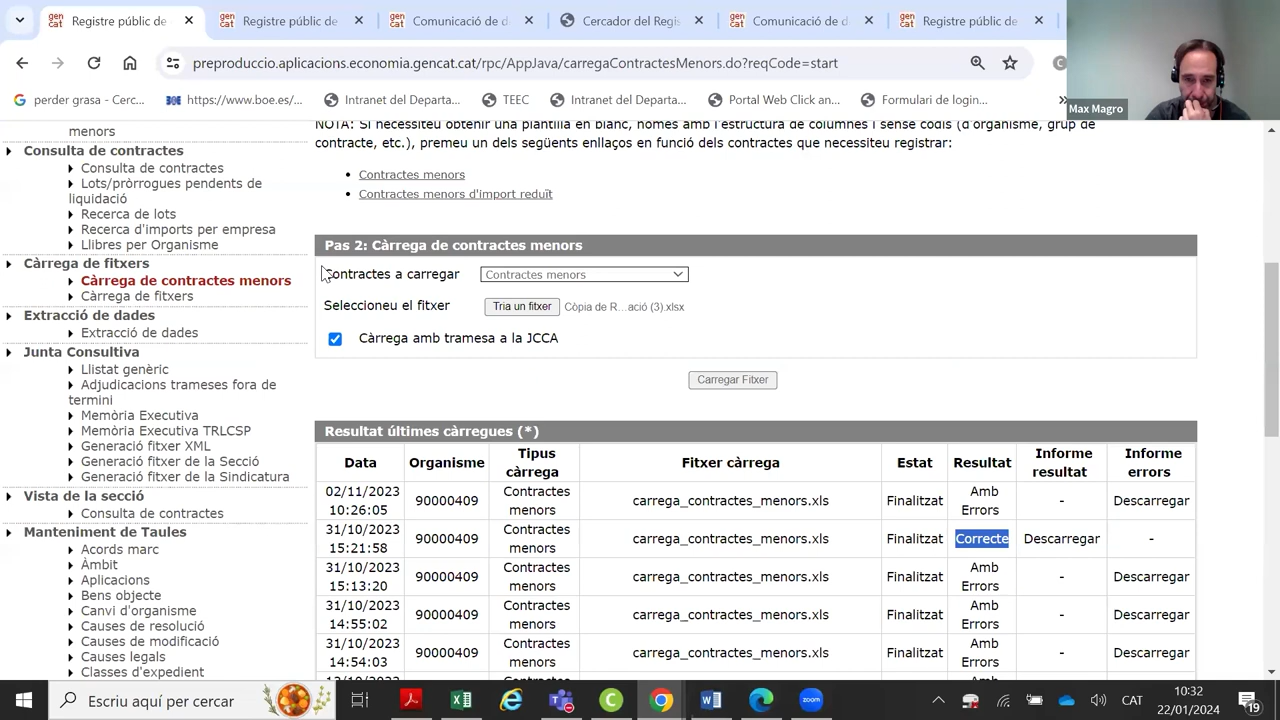 Registre públic de
Registre públic de
Comunicació de d
Cercador del Regis
Comunicació de d
Registre públic de
preproduccio.aplicacions.economia.gencat.cat/rpc/AppJava/carregaContractesMenors.do?reqCode=start
perder grasa - Cerc...
https://www.boe.es/...
Intranet del Departa...
TEEC
Intranet del Departa...
Portal Web Click an...
Formulari de login...
Max Magro
menors
Consulta de contractes
Consulta de contractes
Lots/pròrrogues pendents de
liquidació
Recerca de lots
Recerca d'imports per empresa
Llibres per Organisme
Càrrega de fitxers
Càrrega de contractes menors
Càrrega de fitxers
Extracció de dades
Extracció de dades
Junta Consultiva
Llistat genèric
Adjudicacions trameses fora de
termini
Memòria Executiva
Memòria Executiva TRLCSP
Generació fitxer XML
Generació fitxer de la Secció
Generació fitxer de la Sindicatura
Vista de la secció
Consulta de contractes
Manteniment de Taules
Acords marc
Àmbit
Aplicacions
Bens objecte
Canvi d'organisme
Causes de resolució
Causes de modificació
Causes legals
Classes d'expedient
NOTA: Si necessiteu obtenir una plantilla en blanc, només amb l'estructura de columnes i sense codis (d'organisme, grup de
contracte, etc.), premeu un dels següents enllaços en funció dels contractes que necessiteu registrar:
Contractes menors
Contractes menors d'import reduït
Pas 2: Càrrega de contractes menors
Contractes a carregar Contractes menors
Seleccioneu el fitxer Tria un fitxer Còpia de R...ació (3).xlsx
Càrrega amb tramesa a la JCCA
Carregar Fitxer
Resultat últimes càrregues (*)
Data Organisme Tipus càrrega Fitxer càrrega Estat Resultat Informe resultat Informe errors
02/11/2023 10:26:05 90000409 Contractes menors carrega_contractes_menors.xls Finalitzat Amb Errors - Descarregar
31/10/2023 15:21:58 90000409 Contractes menors carrega_contractes_menors.xls Finalitzat Correcte Descarregar -
31/10/2023 15:13:20 90000409 Contractes menors carrega_contractes_menors.xls Finalitzat Amb Errors - Descarregar
31/10/2023 14:55:02 90000409 Contractes menors carrega_contractes_menors.xls Finalitzat Amb Errors - Descarregar
31/10/2023 14:54:03 90000409 Contractes menors carrega_contractes_menors.xls Finalitzat Amb Errors - Descarregar
Escriu aquí per cercar
zoom
CAT
10:32
22/01/2024
19